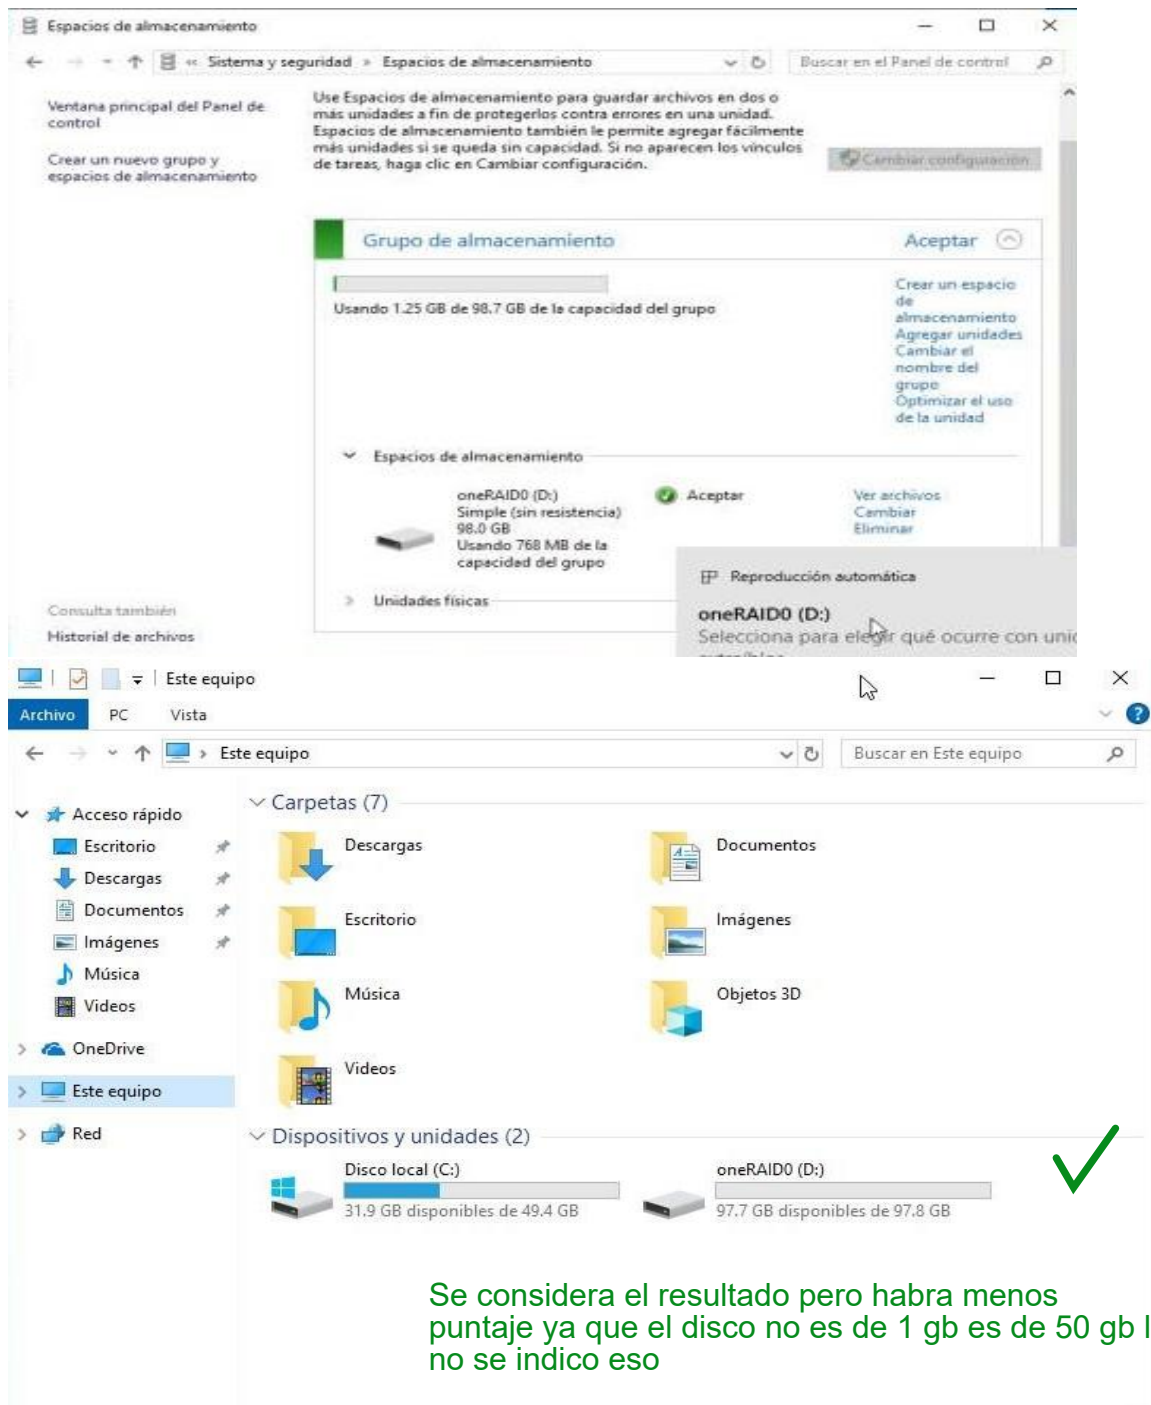 Espacios de almacenamiento
« Sistema y seguridad » Espacios de almacenamiento
Buscar en el Panel de control
Ventana principal del Panel de
control
Crear un nuevo grupo y
espacios de almacenamiento
Use Espacios de almacenamiento para guardar archivos en dos o
más unidades a fin de protegerlos contra errores en una unidad.
Espacios de almacenamiento también le permite agregar fácilmente
más unidades si se queda sin capacidad. Si no aparecen los vínculos
de tareas, haga clic en Cambiar configuración.
Cambiar configuración
Grupo de almacenamiento
Aceptar
Usando 1.25 GB de 98.7 GB de la capacidad del grupo
Crear un espacio
de
almacenamiento
Agregar unidades
Cambiar el
nombre del
grupo
Optimizar el uso
de la unidad
Espacios de almacenamiento
oneRAID0 (D:)
Simple (sin resistencia)
98.0 GB
Usando 768 MB de la
capacidad del grupo
Aceptar
Ver archivos
Cambiar
Eliminar
Unidades físicas
Consulta también
Historial de archivos
Reproducción automática
oneRAID0 (D:)
Selecciona para elegir qué ocurre con
Este equipo
Archivo PC Vista
Este equipo
Buscar en Este equipo
Acceso rápido
Escritorio
Descargas
Documentos
Imágenes
Música
Videos
OneDrive
Este equipo
Red
Carpetas (7)
Descargas
Documentos
Escritorio
Imágenes
Música
Objetos 3D
Videos
Dispositivos y unidades (2)
Disco local (C:)
31.9 GB disponibles de 49.4 GB
oneRAID0 (D:)
97.7 GB disponibles de 97.8 GB
Se considera el resultado pero habra menos
puntaje ya que el disco no es de 1 gb es de 50 gb
no se indico eso